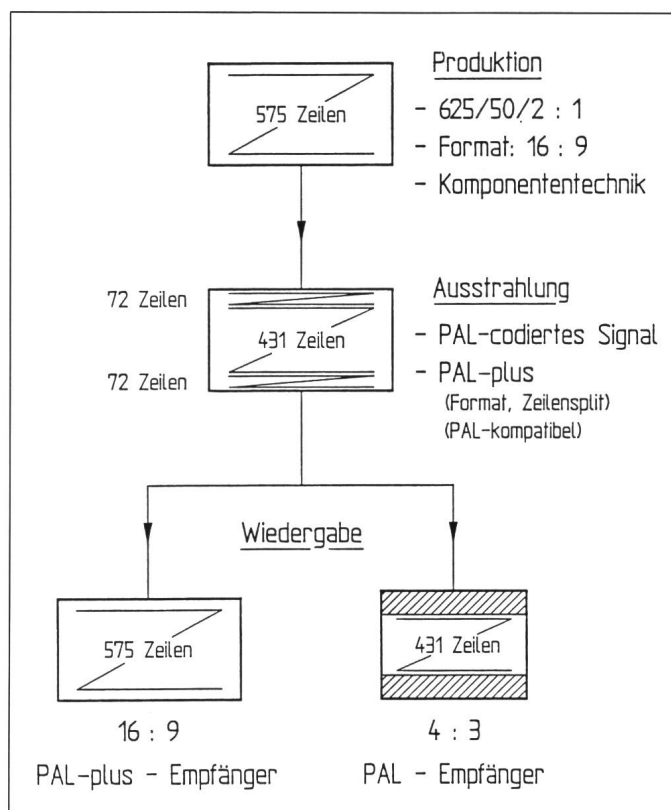 Produktion
575 Zeilen
- 625/50/2 : 1
- Format: 16 : 9
- Komponententechnik
72 Zeilen
431 Zeilen
72 Zeilen
Ausstrahlung
- PAL-codiertes Signal
- PAL-plus
(Format, Zeilensplit)
(PAL-kompatibel)
Wiedergabe
575 Zeilen
431 Zeilen
16 : 9
4 : 3
PAL-plus - Empfänger
PAL - Empfänger